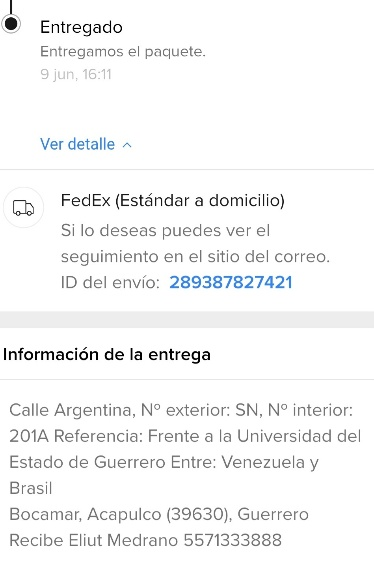 Entregado
Entregamos el paquete.
9 jun, 16:11
Ver detalle
FedEx (Estándar a domicilio)
Si lo deseas puedes ver el
seguimiento en el sitio del correo.
ID del envío: 289387827421
Información de la entrega
Calle Argentina, Nº exterior: SN, Nº interior:
201A Referencia: Frente a la Universidad del
Estado de Guerrero Entre: Venezuela y
Brasil
Bocamar, Acapulco (39630), Guerrero
Recibe Eliut Medrano 5571333888